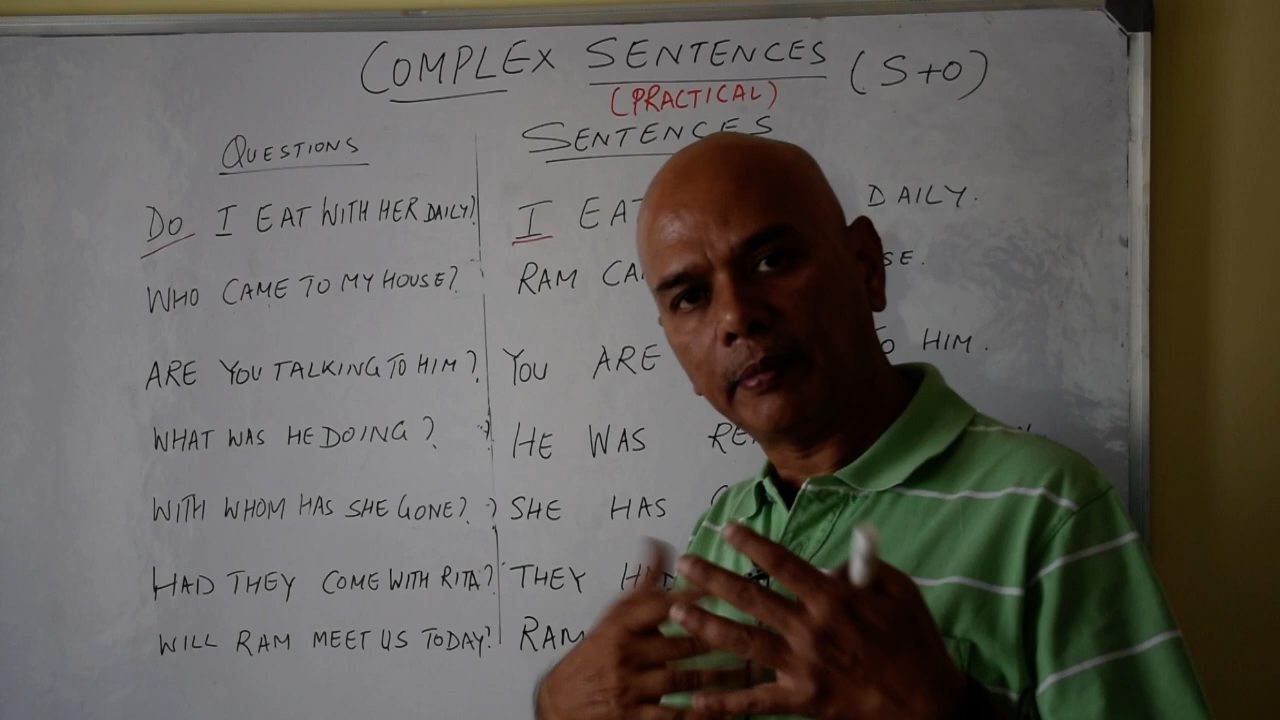 COMPLEX SENTENCES (S+O)
(PRACTICAL)
QUESTIONS
SENTENCES
DO I EAT WITH HER DAILY?
I EAT DAILY.
WHO CAME TO MY HOUSE?
RAM
ARE YOU TALKING TO HIM?
YOU ARE TO HIM.
WHAT WAS HE DOING?
HE WAS
WITH WHOM HAS SHE GONE?
SHE HAS
HAD THEY COME WITH RITA?
THEY
WILL RAM MEET US TODAY?
RAM